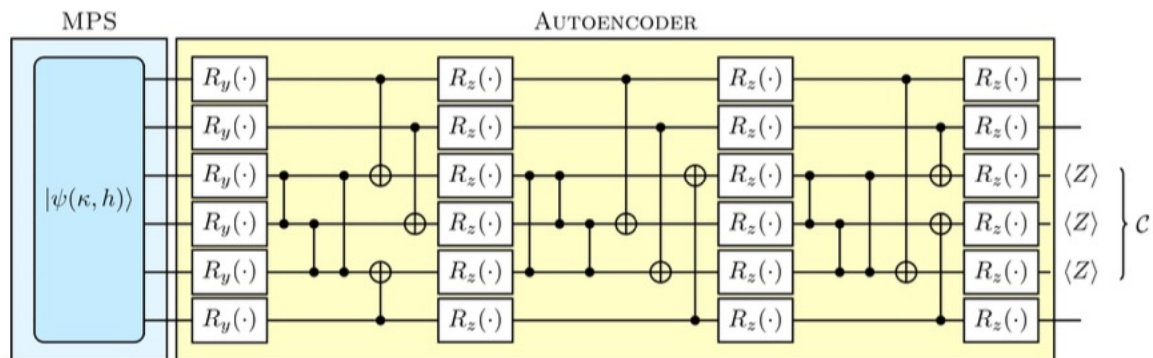 MPS AUTOENCODER
R_y(·) R_z(·) R_z(·) R_z(·)
R_y(·) R_z(·) R_z(·) R_z(·)
R_y(·) R_z(·) R_z(·) R_z(·) ⟨Z⟩
|ψ(κ, h)⟩ R_y(·) R_z(·) R_z(·) R_z(·) ⟨Z⟩ 𝒞
R_y(·) R_z(·) R_z(·) R_z(·) ⟨Z⟩
R_y(·) R_z(·) R_z(·) R_z(·)